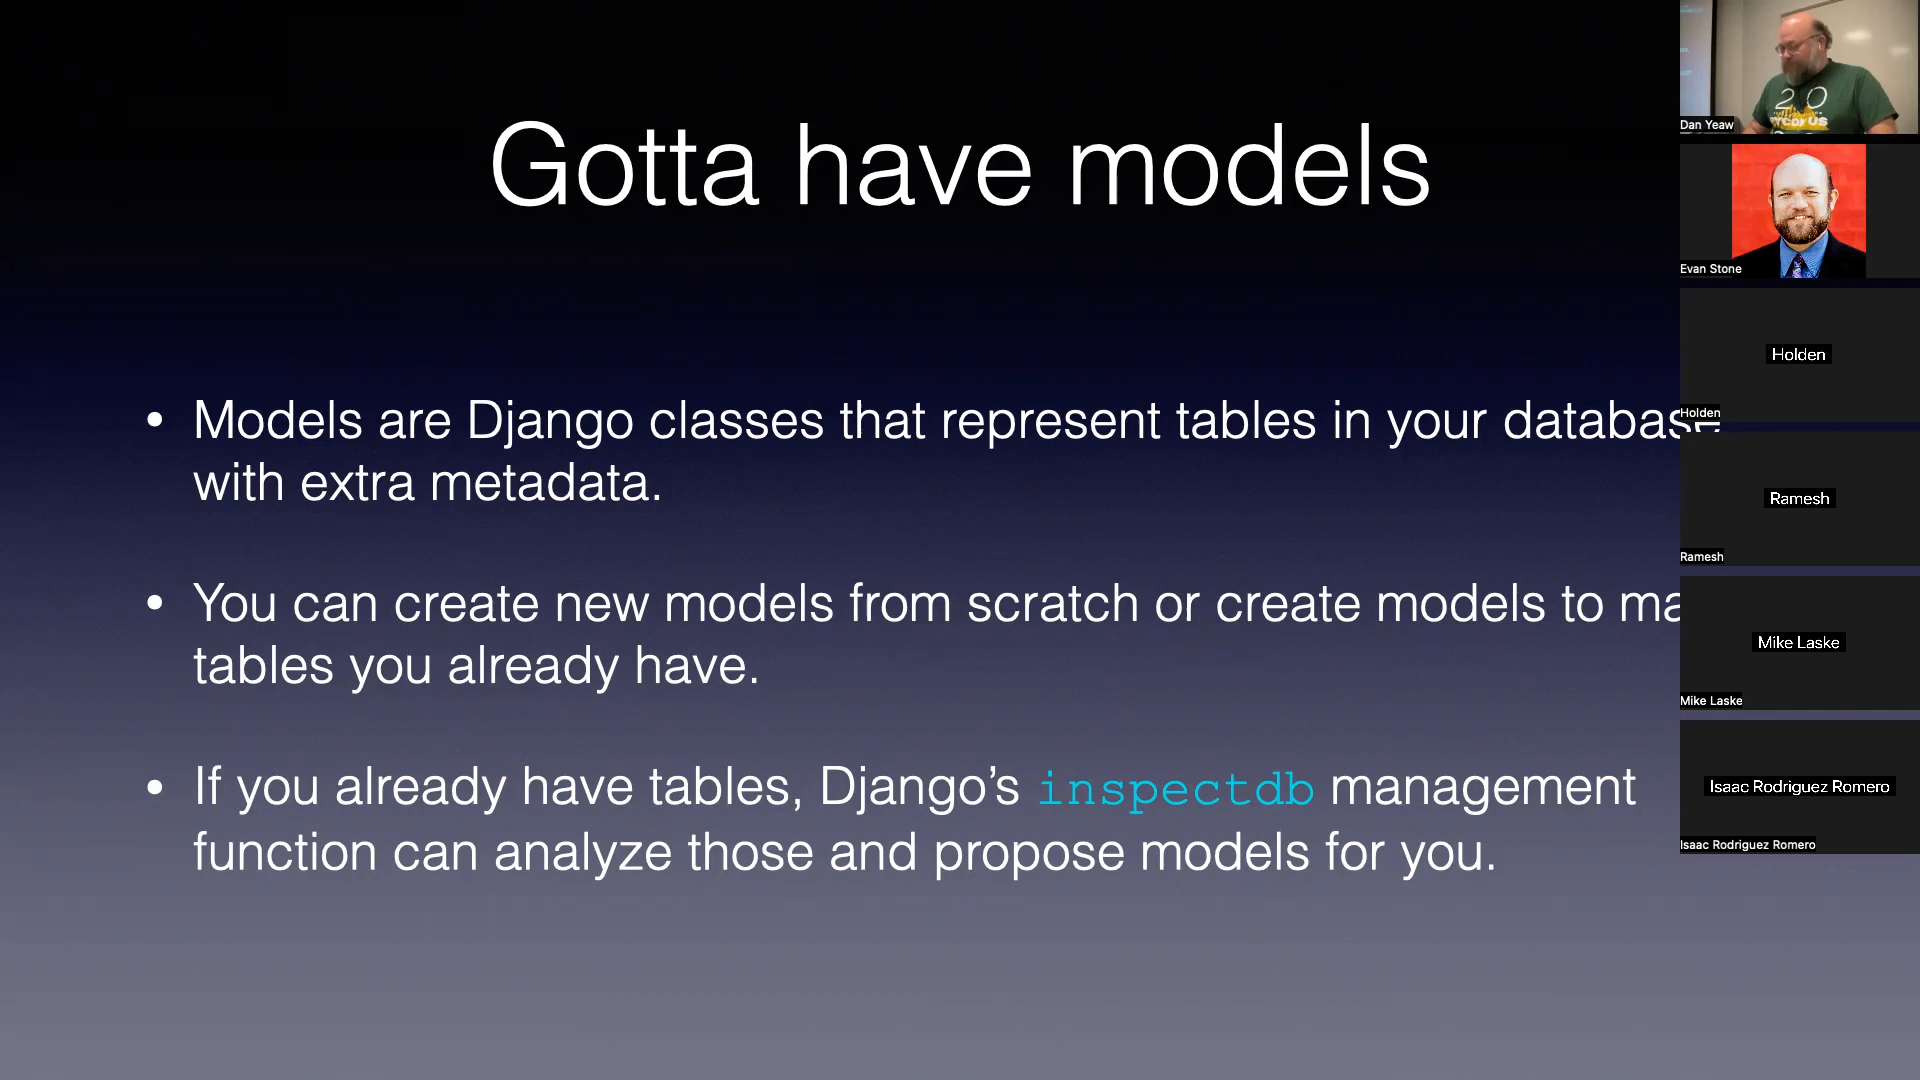 Gotta have models
• Models are Django classes that represent tables in your database
with extra metadata.
• You can create new models from scratch or create models to
tables you already have.
• If you already have tables, Django’s inspectdb management
function can analyze those and propose models for you.
20
Dan Yeaw
Evan Stone
Holden
Holden
Ramesh
Ramesh
Mike Laske
Mike Laske
Isaac Rodriguez Romero
Isaac Rodriguez Romero